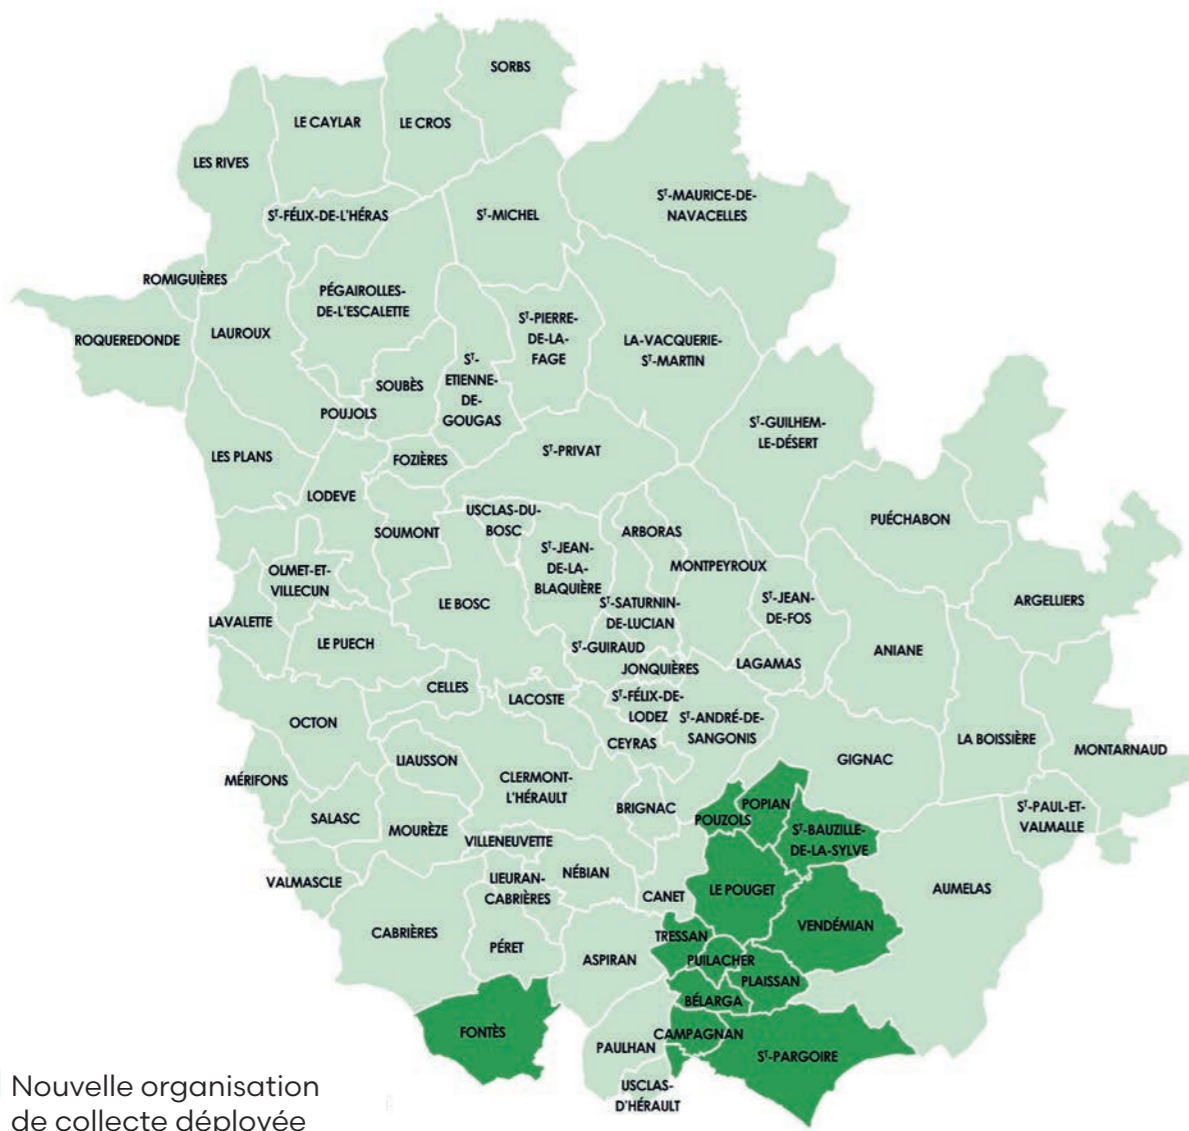 SORBS
LE CAYLAR
LE CROS
LES RIVES
Sᵀ-MAURICE-DE-
NAVACELLES
Sᵀ-FÉLIX-DE-L'HÉRAS
Sᵀ-MICHEL
ROMIGUIÈRES
PÉGAIROLLES-
DE-L'ESCALETTE
ROQUEREDONDE
LAUROUX
Sᵀ-PIERRE-
DE-LA-
FAGE
LA-VACQUERIE-
Sᵀ-MARTIN
Sᵀ-
ETIENNE-
DE-
GOUGAS
SOUBÈS
POUJOLS
Sᵀ-GUILHEM-
LE-DÉSERT
LES PLANS
FOZIÈRES
Sᵀ-PRIVAT
LODEVE
USCLAS-DU-
BOSC
SOUMONT
ARBORAS
PUÉCHABON
Sᵀ-JEAN-
DE-LA-
BLAQUIÈRE
MONTPEYROUX
OLMET-ET-
VILLECUN
LE BOSC
Sᵀ-SATURNIN-
DE-LUCIAN
Sᵀ-JEAN-
DE-FOS
ARGELLIERS
LAVALETTE
LE PUECH
Sᵀ-GUIRAUD
JONQUIÈRES
LAGAMAS
ANIANE
CELLES
LACOSTE
Sᵀ-FÉLIX-DE-
LODEZ
Sᵀ-ANDRÉ-DE-
SANGONIS
OCTON
CEYRAS
LA BOISSIÈRE
MONTARNAUD
LIAUSSON
GIGNAC
MÉRIFONS
CLERMONT-
L'HÉRAULT
BRIGNAC
POPIAN
POUZOLS
Sᵀ-PAUL-ET-
VALMALLE
SALASC
MOURÈZE
VILLENEUVETTE
Sᵀ-BAUZILLE-
DE-LA-SYLVE
VALMASCLE
LIEURAN-
CABRIÈRES
NÉBIAN
CANET
LE POUGET
AUMELAS
CABRIÈRES
PÉRET
ASPIRAN
TRESSAN
VENDÉMIAN
PUILACHER
PLAISSAN
BÉLARGA
FONTÈS
PAULHAN
CAMPAGNAN
Sᵀ-PARGOIRE
USCLAS-
D'HÉRAULT
Nouvelle organisation
de collecte déployée